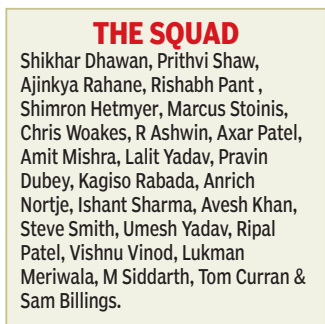 THE SQUAD
Shikhar Dhawan, Prithvi Shaw,
Ajinkya Rahane, Rishabh Pant ,
Shimron Hetmyer, Marcus Stoinis,
Chris Woakes, R Ashwin, Axar Patel,
Amit Mishra, Lalit Yadav, Pravin
Dubey, Kagiso Rabada, Anrich
Nortje, Ishant Sharma, Avesh Khan,
Steve Smith, Umesh Yadav, Ripal
Patel, Vishnu Vinod, Lukman
Meriwala, M Siddarth, Tom Curran &
Sam Billings.